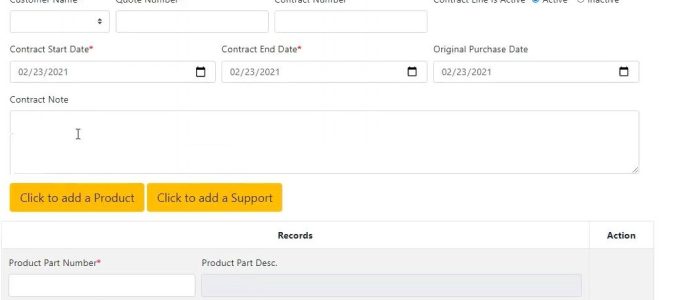 Customer Name Quote Number Contract Number Contract Line is Active Active Inactive
Contract Start Date* Contract End Date* Original Purchase Date
02/23/2021 02/23/2021 02/23/2021
Contract Note
Click to add a Product Click to add a Support
Records Action
Product Part Number* Product Part Desc.